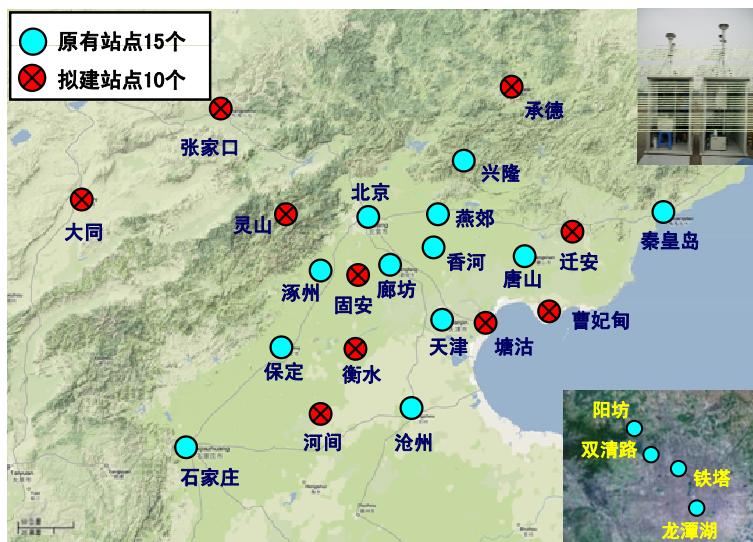 原有站点15个
拟建站点10个
承德
张家口
兴隆
北京
大同
灵山
燕郊
秦皇岛
香河
迁安
涿州
廊坊
唐山
固安
曹妃甸
天津
塘沽
保定
衡水
河间
沧州
石家庄
阳坊
双清路
铁塔
龙潭湖